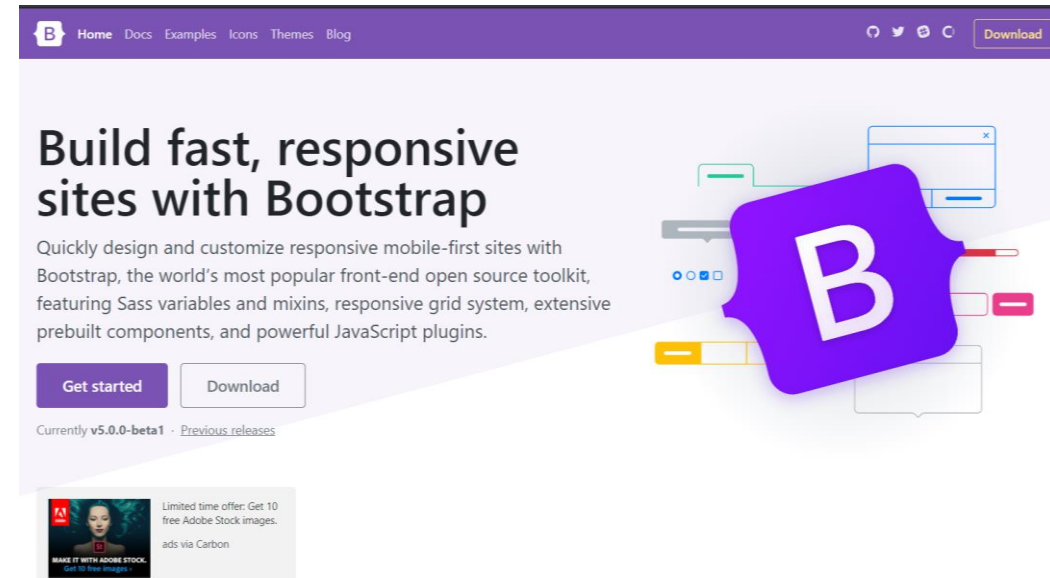 B Home Docs Examples Icons Themes Blog Download
Build fast, responsive
sites with Bootstrap
Quickly design and customize responsive mobile-first sites with
Bootstrap, the world's most popular front-end open source toolkit,
featuring Sass variables and mixins, responsive grid system, extensive
prebuilt components, and powerful JavaScript plugins.
B
Get started Download
Currently v5.0.0-beta1 · Previous releases
Limited time offer: Get 10
free Adobe Stock images.
ads via Carbon
Adobe
St
MAKE IT WITH ADOBE STOCK.
Get 10 free images ›